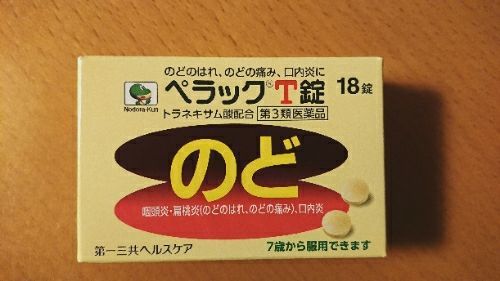 のどのはれ、のどの痛み、口内炎に
ペラック®T錠 18錠
Nodora-Kun
トラネキサム酸配合 第3類医薬品
のど
咽頭炎・扁桃炎(のどのはれ、のどの痛み)、口内炎
第一三共ヘルスケア
7歳から服用できます